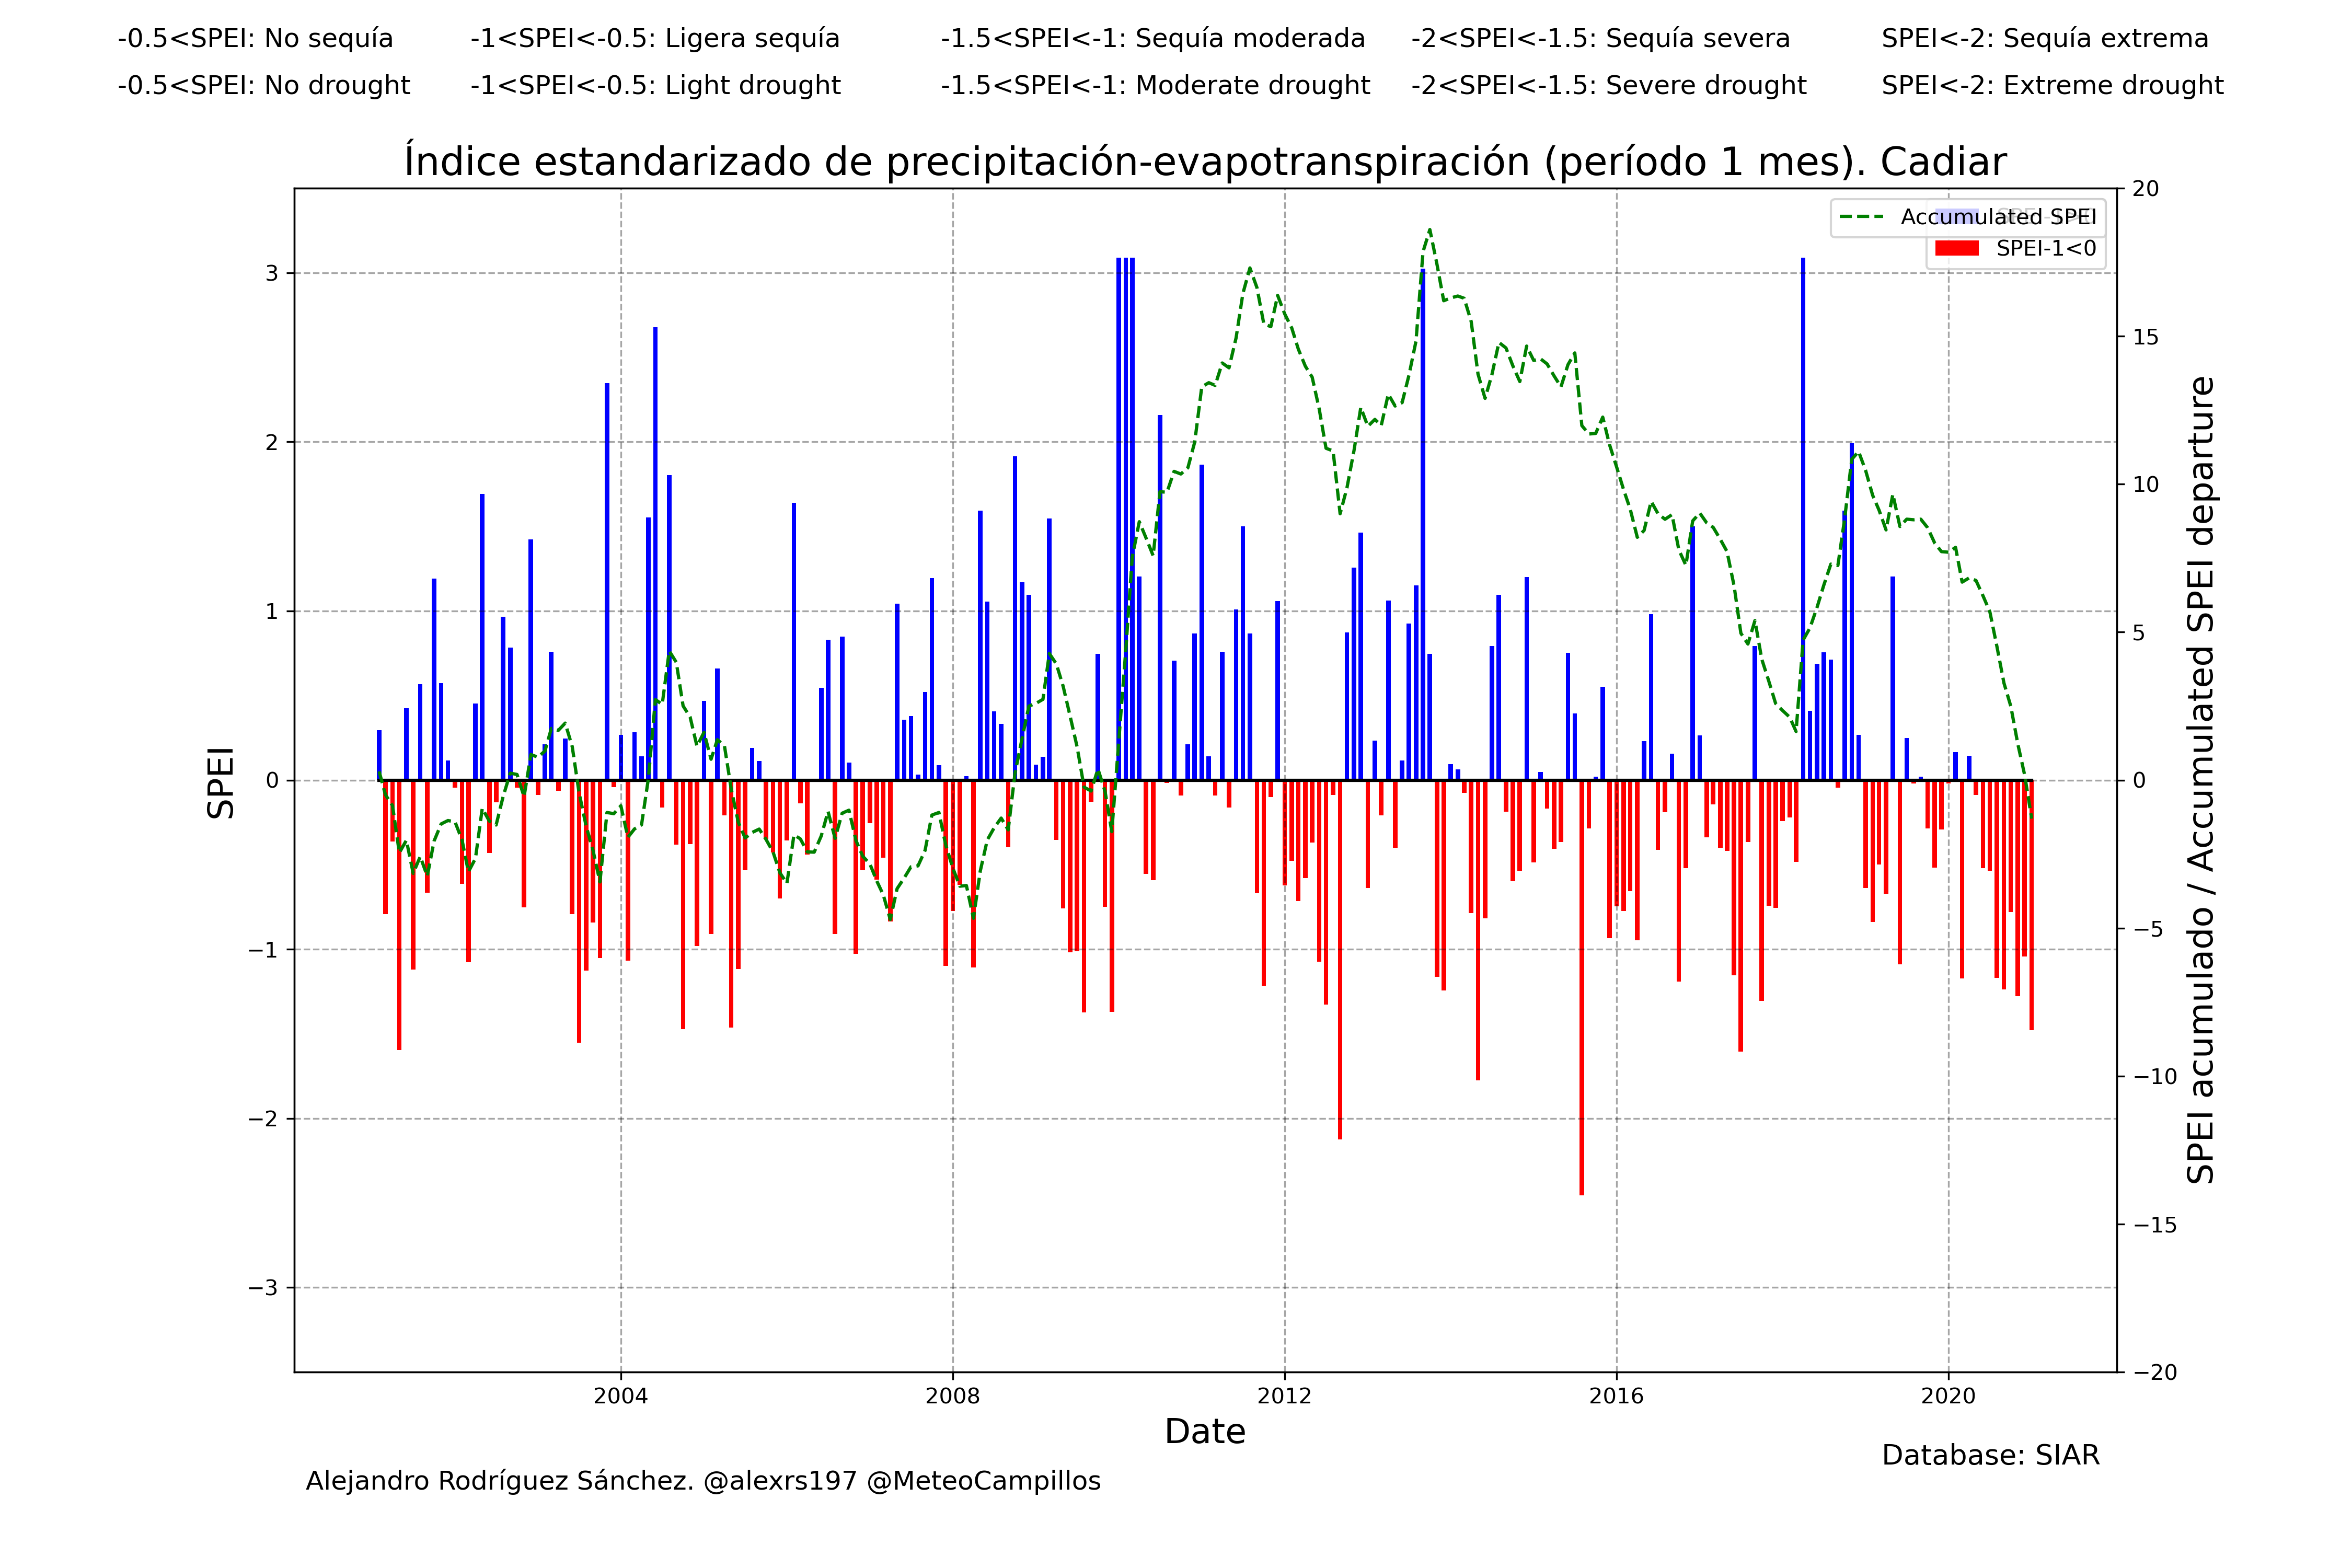 -0.5<SPEI: No sequía -1<SPEI<-0.5: Ligera sequía -1.5<SPEI<-1: Sequía moderada -2<SPEI<-1.5: Sequía severa SPEI<-2: Sequía extrema
-0.5<SPEI: No drought -1<SPEI<-0.5: Light drought -1.5<SPEI<-1: Moderate drought -2<SPEI<-1.5: Severe drought SPEI<-2: Extreme drought
Índice estandarizado de precipitación-evapotranspiración (período 1 mes). Cadiar
Accumulated SPEI
SPEI-1<0
SPEI
3
2
1
0
−1
−2
−3
20
15
10
5
0
−5
−10
−15
−20
SPEI acumulado / Accumulated SPEI departure
2004 2008 2012 2016 2020
Date
Database: SIAR
Alejandro Rodríguez Sánchez. @alexrs197 @MeteoCampillos